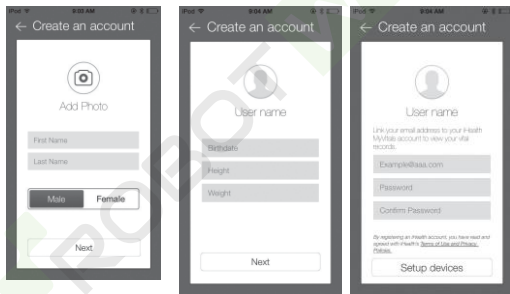 iPod 9:03 AM
← Create an account
Add Photo
First Name
Last Name
Male Female
Next
iPod 9:04 AM
← Create an account
User name
Birthdate
Height
Weight
Next
iPod 9:04 AM
← Create an account
User name
Link your email address to your iHealth
MyVitals account to view your vital
records.
Example@aaa.com
Password
Confirm Password
By registering an iHealth account, you have read and
agreed with iHealth's Terms of Use and Privacy
Policies.
Setup devices
ROBOT